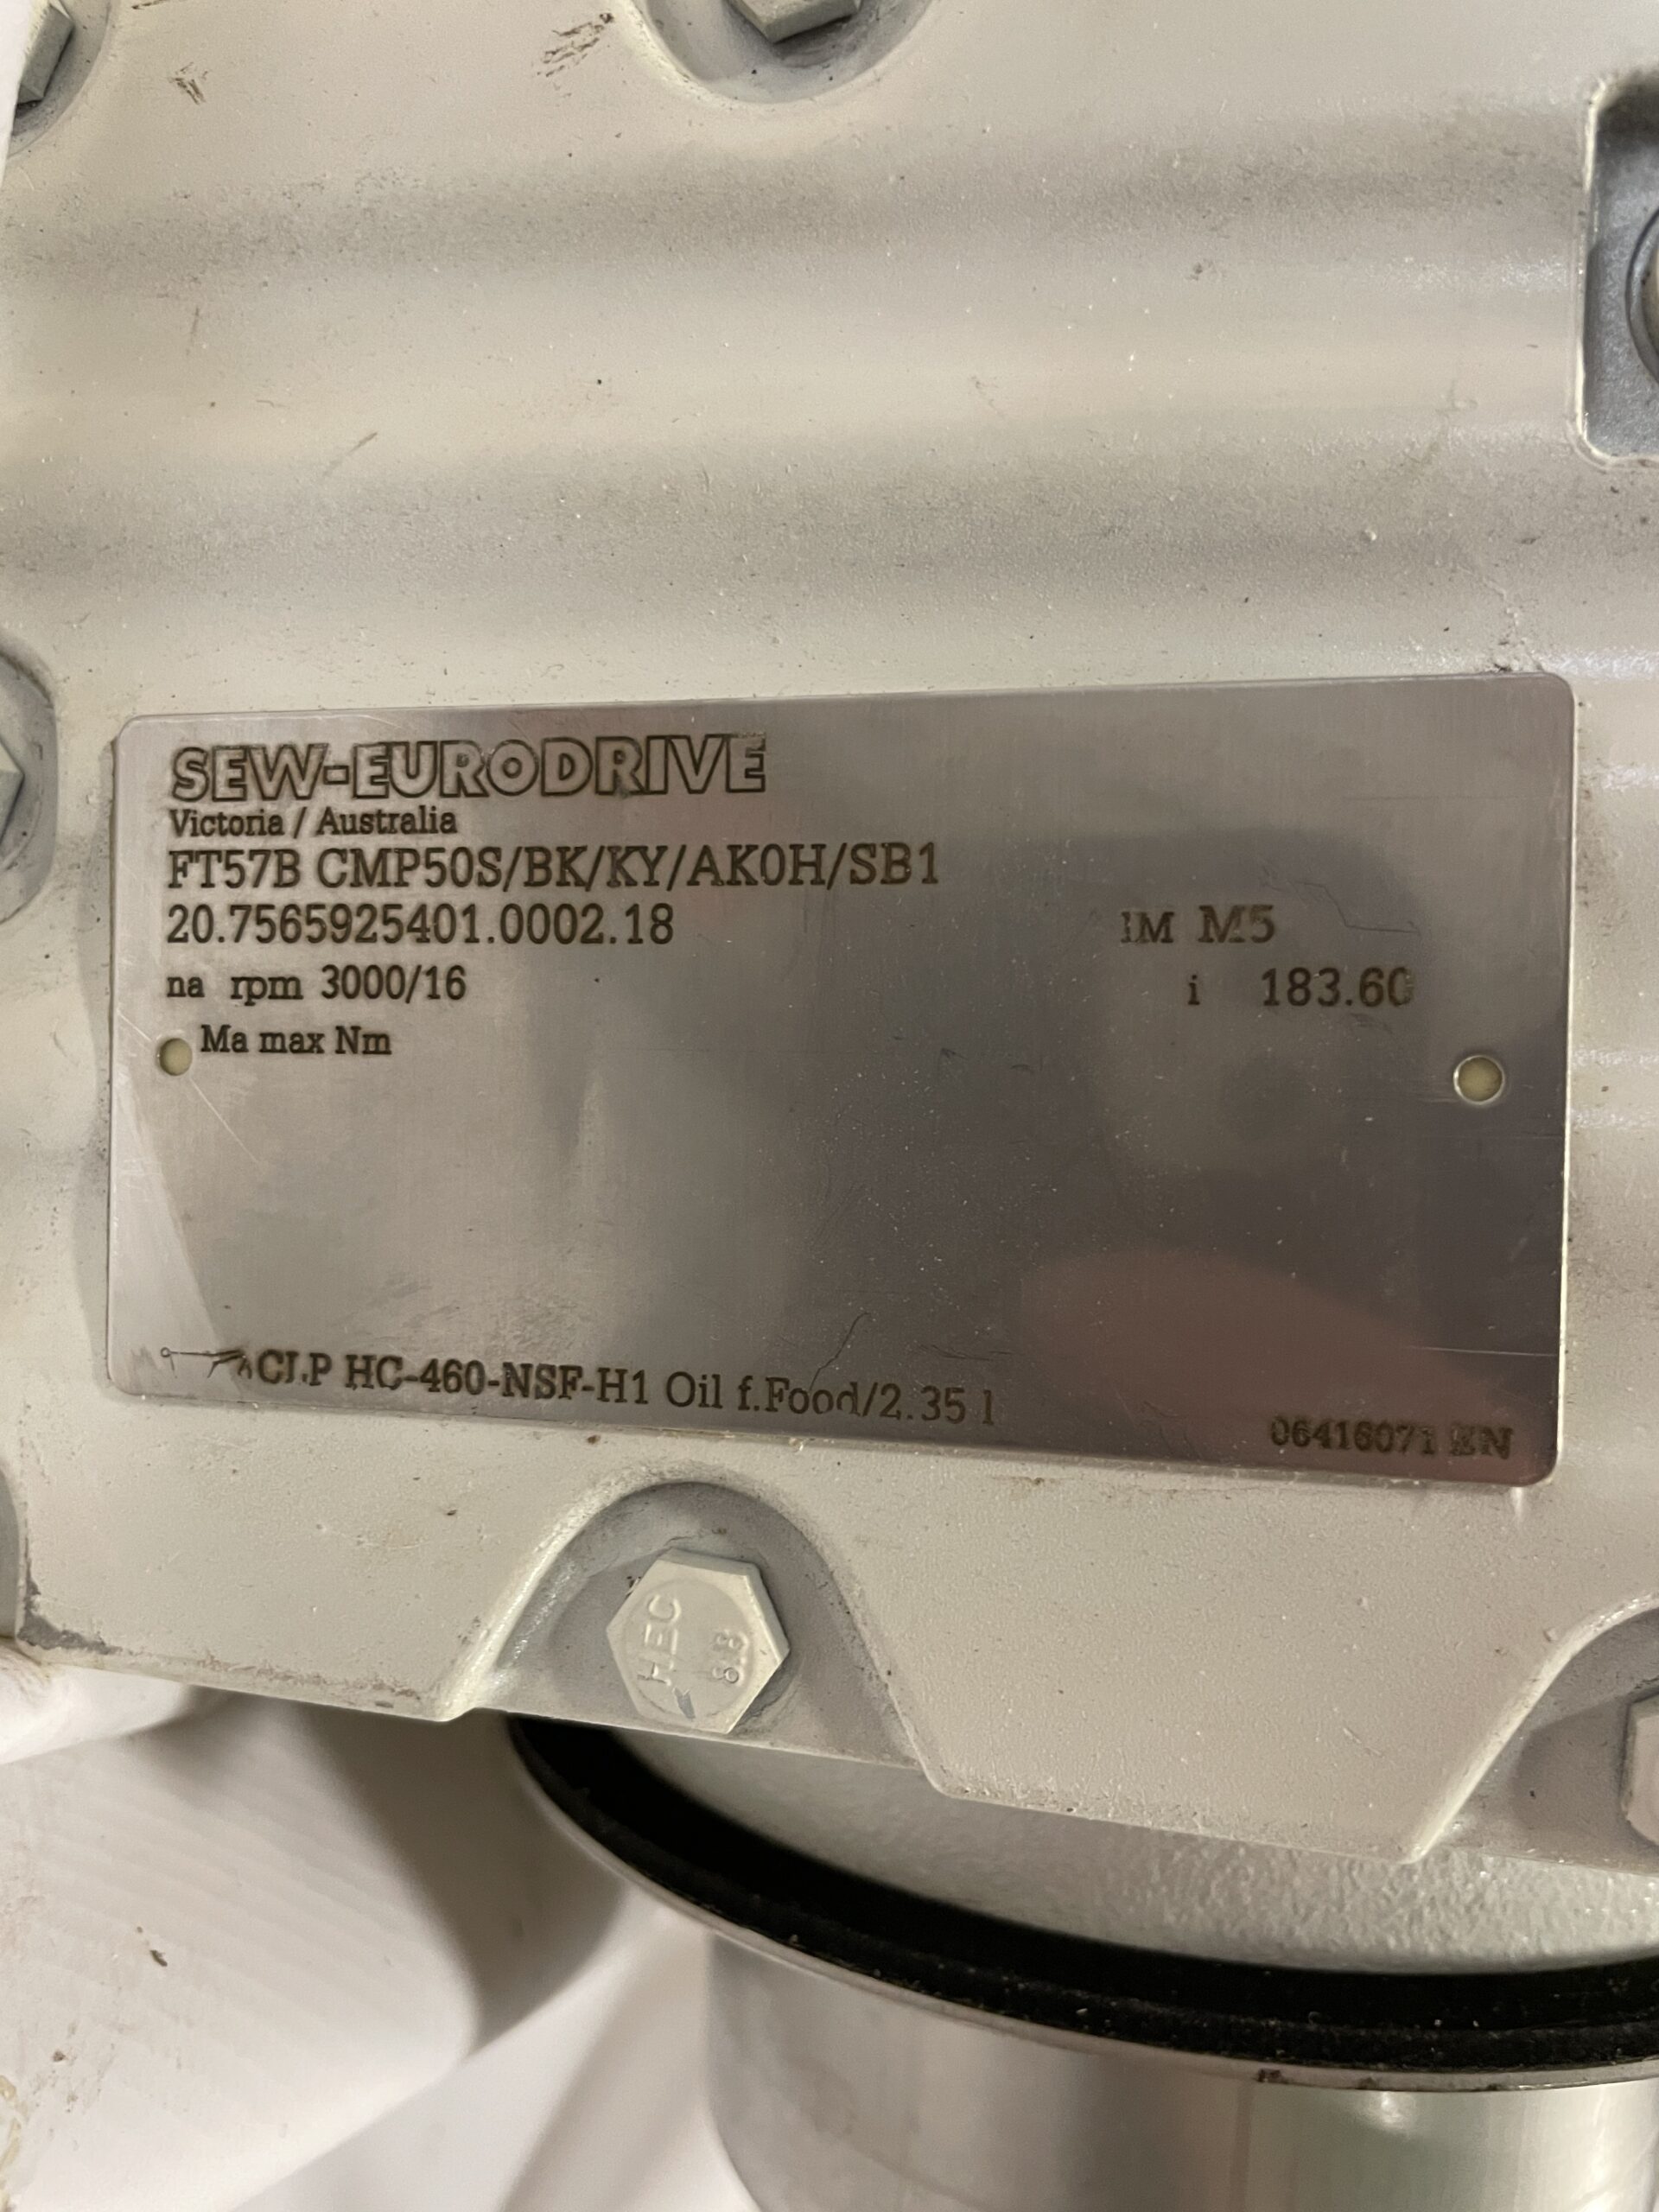 SEW-EURODRIVE
Victoria / Australia
FT57B CMP50S/BK/KY/AK0H/SB1
20.7565925401.0002.18
IM M5
na rpm 3000/16
i 183.60
Ma max Nm
CLP HC-460-NSF-H1 Oil f.Food/2.35 l
06416071 EN
HEC
8.8